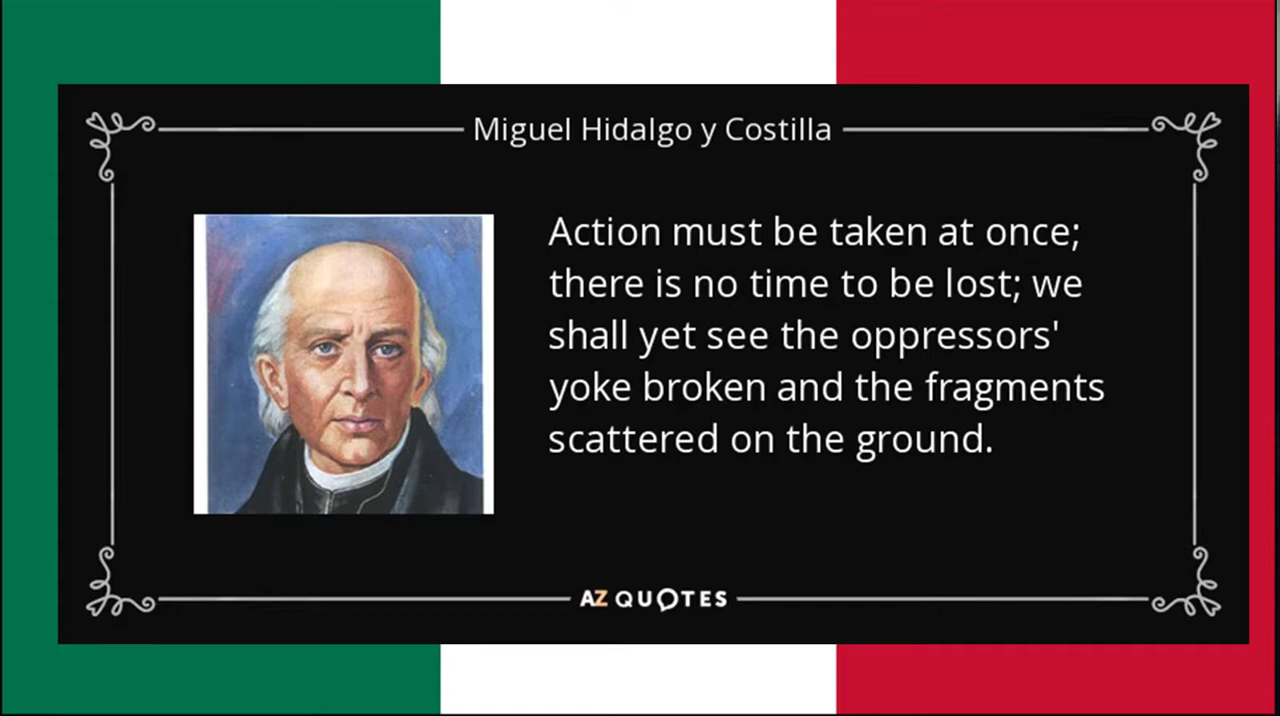 Miguel Hidalgo y Costilla
Action must be taken at once;
there is no time to be lost; we
shall yet see the oppressors'
yoke broken and the fragments
scattered on the ground.
AZ QUOTES